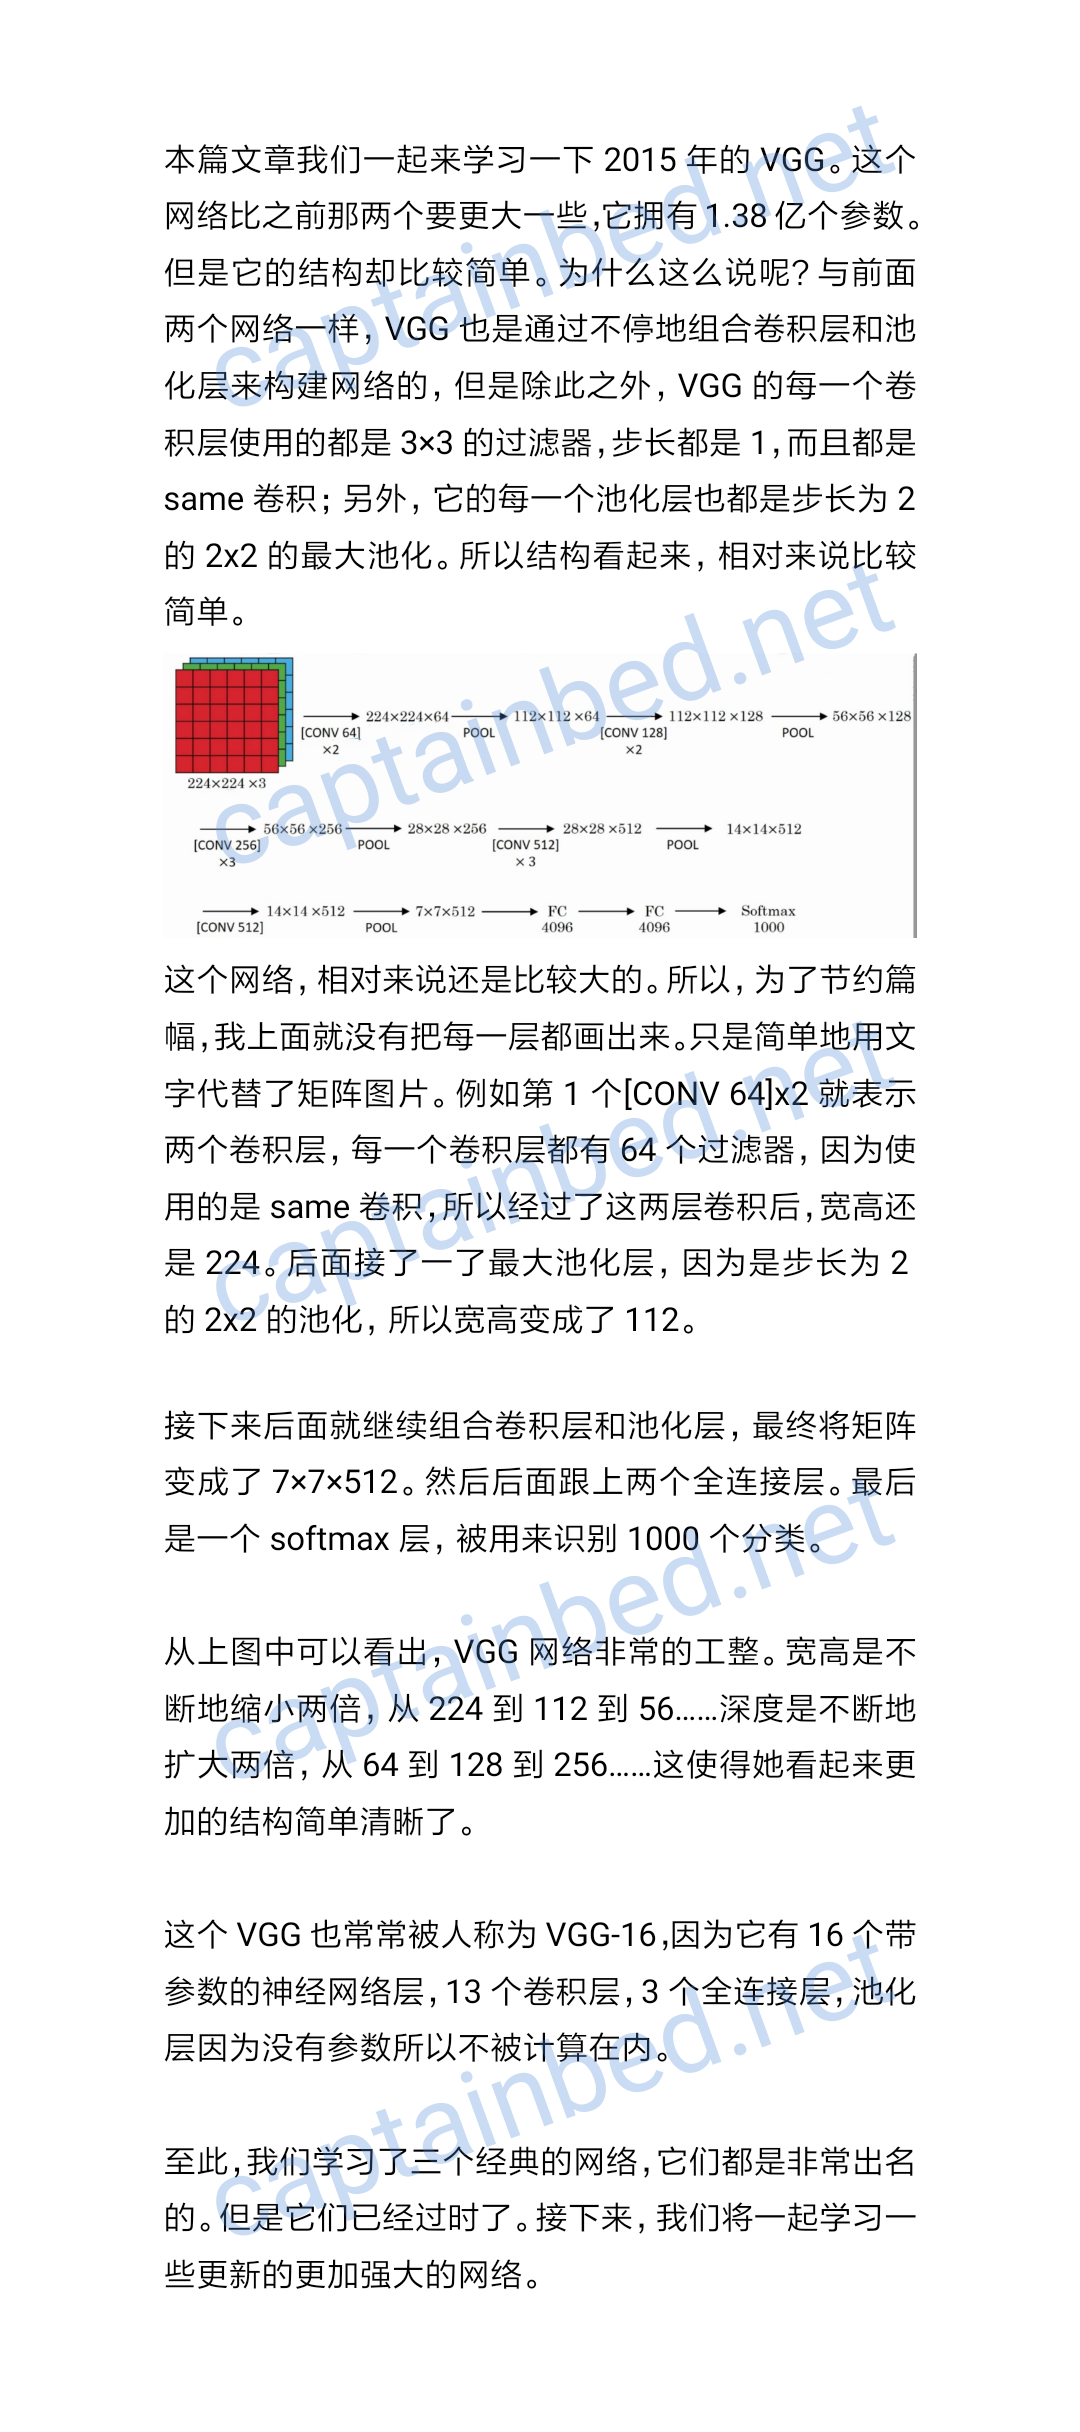 本篇文章我们一起来学习一下 2015 年的 VGG。这个
网络比之前那两个要更大一些,它拥有 1.38 亿个参数。
但是它的结构却比较简单。为什么这么说呢?与前面
两个网络一样, VGG 也是通过不停地组合卷积层和池
化层来构建网络的, 但是除此之外, VGG 的每一个卷
积层使用的都是 3×3 的过滤器,步长都是 1,而且都是
same 卷积; 另外, 它的每一个池化层也都是步长为 2
的 2x2 的最大池化。所以结构看起来, 相对来说比较
简单。
224×224×64 112×112 ×64 112×112 ×128 56×56 ×128
[CONV 64] POOL [CONV 128] POOL
×2 ×2
224×224 ×3
56×56 ×256 28×28 ×256 28×28 ×512 14×14×512
[CONV 256] POOL [CONV 512] POOL
×3 × 3
14×14 ×512 7×7×512 FC FC Softmax
[CONV 512] POOL 4096 4096 1000
这个网络, 相对来说还是比较大的。所以, 为了节约篇
幅,我上面就没有把每一层都画出来。只是简单地用文
字代替了矩阵图片。例如第 1 个[CONV 64]x2 就表示
两个卷积层, 每一个卷积层都有 64 个过滤器, 因为使
用的是 same 卷积,所以经过了这两层卷积后,宽高还
是 224。后面接了一了最大池化层, 因为是步长为 2
的 2x2 的池化, 所以宽高变成了 112。
接下来后面就继续组合卷积层和池化层, 最终将矩阵
变成了 7×7×512。然后后面跟上两个全连接层。最后
是一个 softmax 层, 被用来识别 1000 个分类。
从上图中可以看出, VGG 网络非常的工整。宽高是不
断地缩小两倍, 从 224 到 112 到 56……深度是不断地
扩大两倍, 从 64 到 128 到 256……这使得她看起来更
加的结构简单清晰了。
这个 VGG 也常常被人称为 VGG-16,因为它有 16 个带
参数的神经网络层,13 个卷积层,3 个全连接层,池化
层因为没有参数所以不被计算在内。
至此,我们学习了三个经典的网络,它们都是非常出名
的。但是它们已经过时了。接下来, 我们将一起学习一
些更新的更加强大的网络。
captainbed.net
captainbed.net
captainbed.net
captainbed.net
captainbed.net